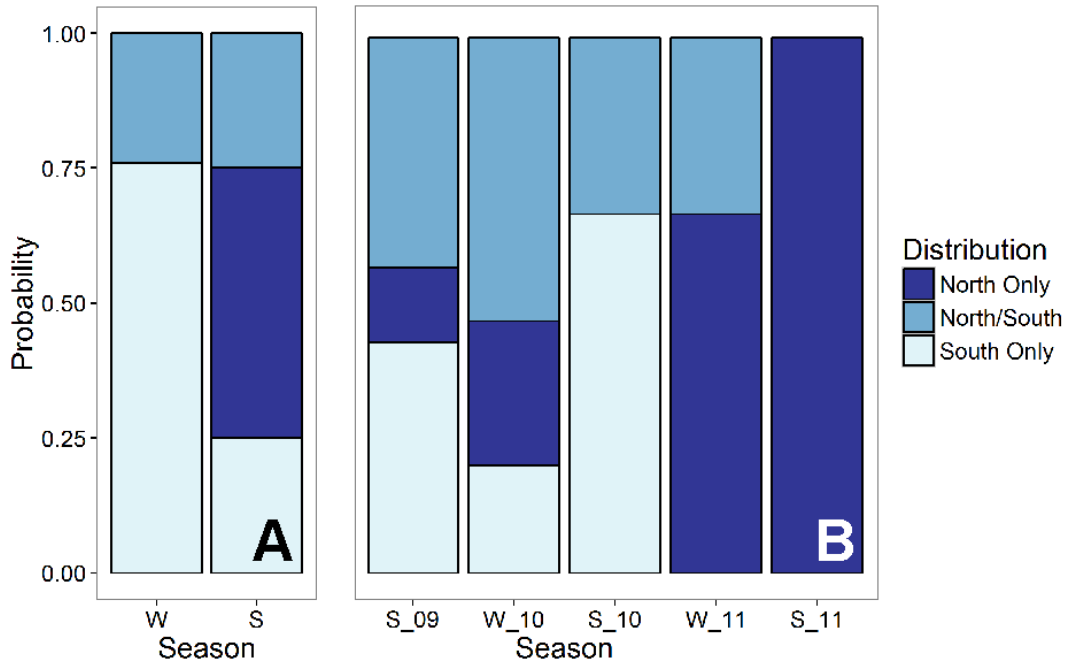 Probability
1.00
0.75
0.50
0.25
0.00
A
W S
Season
B
S_09 W_10 S_10 W_11 S_11
Season
Distribution
North Only
North/South
South Only